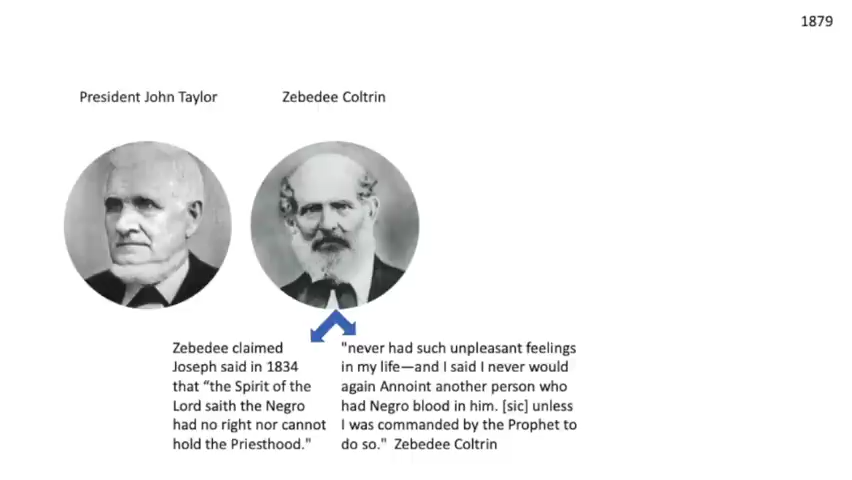 1879
President John Taylor
Zebedee Coltrin
Zebedee claimed
Joseph said in 1834
that “the Spirit of the
Lord saith the Negro
had no right nor cannot
hold the Priesthood."
"never had such unpleasant feelings
in my life—and I said I never would
again Annoint another person who
had Negro blood in him. [sic] unless
I was commanded by the Prophet to
do so."  Zebedee Coltrin